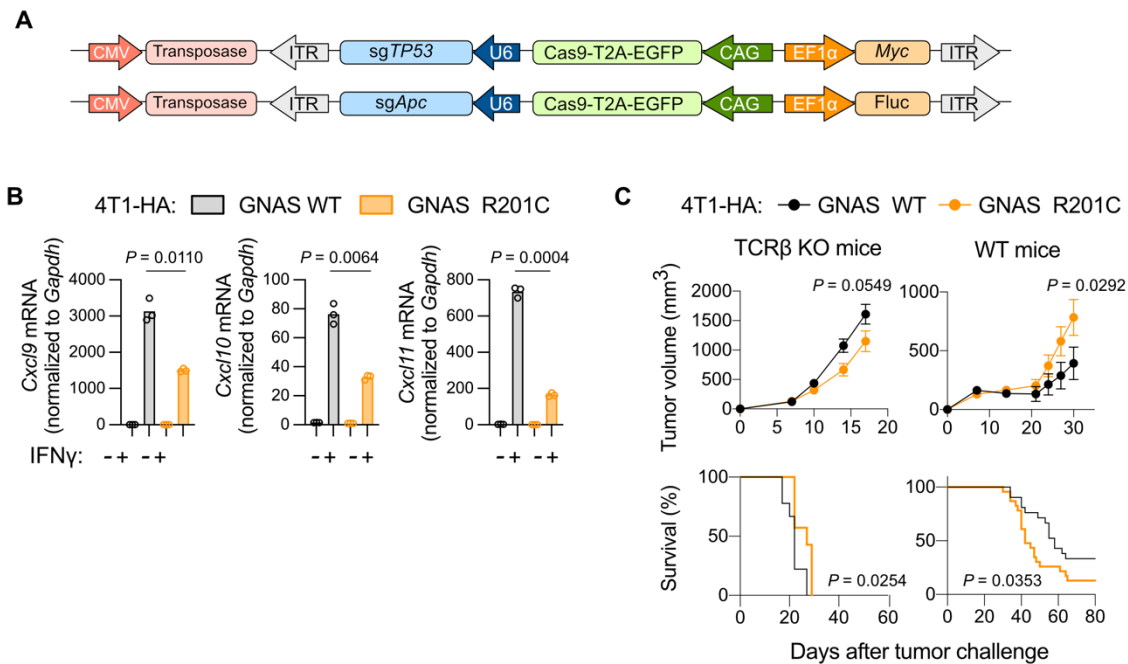 A
CMV Transposase ITR sgTP53 U6 Cas9-T2A-EGFP CAG EF1α Myc ITR
CMV Transposase ITR sgApc U6 Cas9-T2A-EGFP CAG EF1α Fluc ITR
B
4T1-HA: GNAS WT GNAS R201C
Cxcl9 mRNA
(normalized to Gapdh)
P = 0.0110
4000
3000
2000
1000
0
Cxcl10 mRNA
(normalized to Gapdh)
P = 0.0064
100
80
60
40
20
0
Cxcl11 mRNA
(normalized to Gapdh)
P = 0.0004
800
600
400
200
0
IFNγ: - + - + - + - + - + - +
C
4T1-HA: GNAS WT GNAS R201C
TCRβ KO mice
Tumor volume (mm3)
P = 0.0549
2000
1500
1000
500
0
0 5 10 15 20
WT mice
P = 0.0292
1000
500
0
0 10 20 30
Survival (%)
100
50
0
P = 0.0254
0 20 40 60
100
50
0
P = 0.0353
0 20 40 60 80
Days after tumor challenge